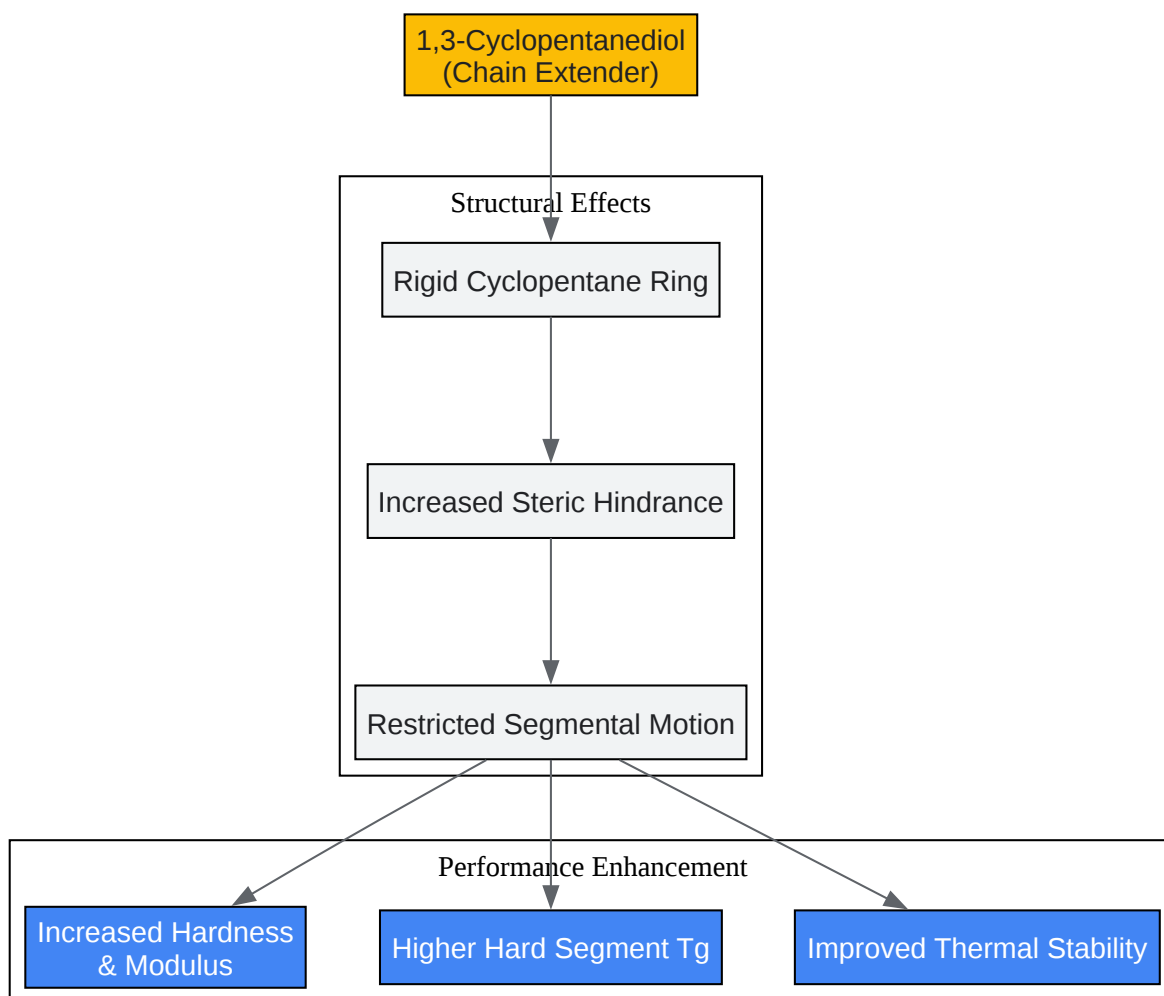 1,3-Cyclopentanediol
(Chain Extender)
Structural Effects
Rigid Cyclopentane Ring
Increased Steric Hindrance
Restricted Segmental Motion
Performance Enhancement
Increased Hardness
& Modulus
Higher Hard Segment Tg
Improved Thermal Stability